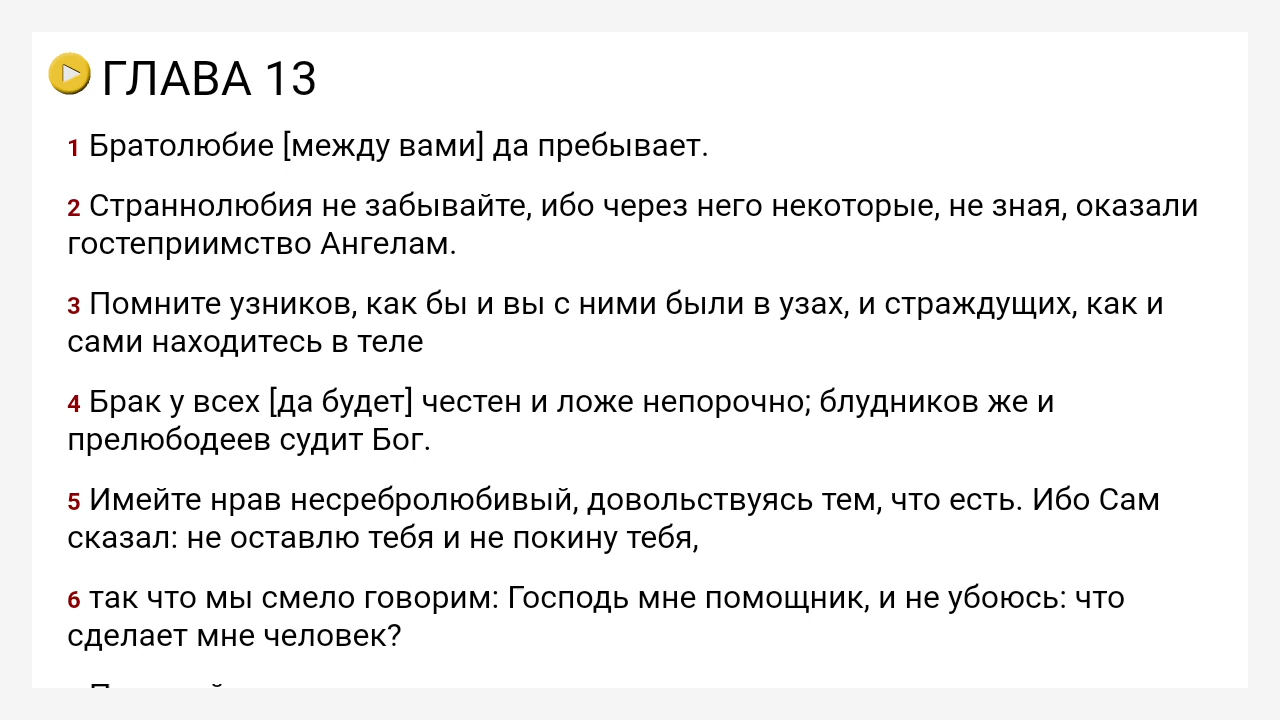 ГЛАВА 13
1 Братолюбие [между вами] да пребывает.
2 Страннолюбия не забывайте, ибо через него некоторые, не зная, оказали
гостеприимство Ангелам.
3 Помните узников, как бы и вы с ними были в узах, и страждущих, как и
сами находитесь в теле
4 Брак у всех [да будет] честен и ложе непорочно; блудников же и
прелюбодеев судит Бог.
5 Имейте нрав несребролюбивый, довольствуясь тем, что есть. Ибо Сам
сказал: не оставлю тебя и не покину тебя,
6 так что мы смело говорим: Господь мне помощник, и не убоюсь: что
сделает мне человек?